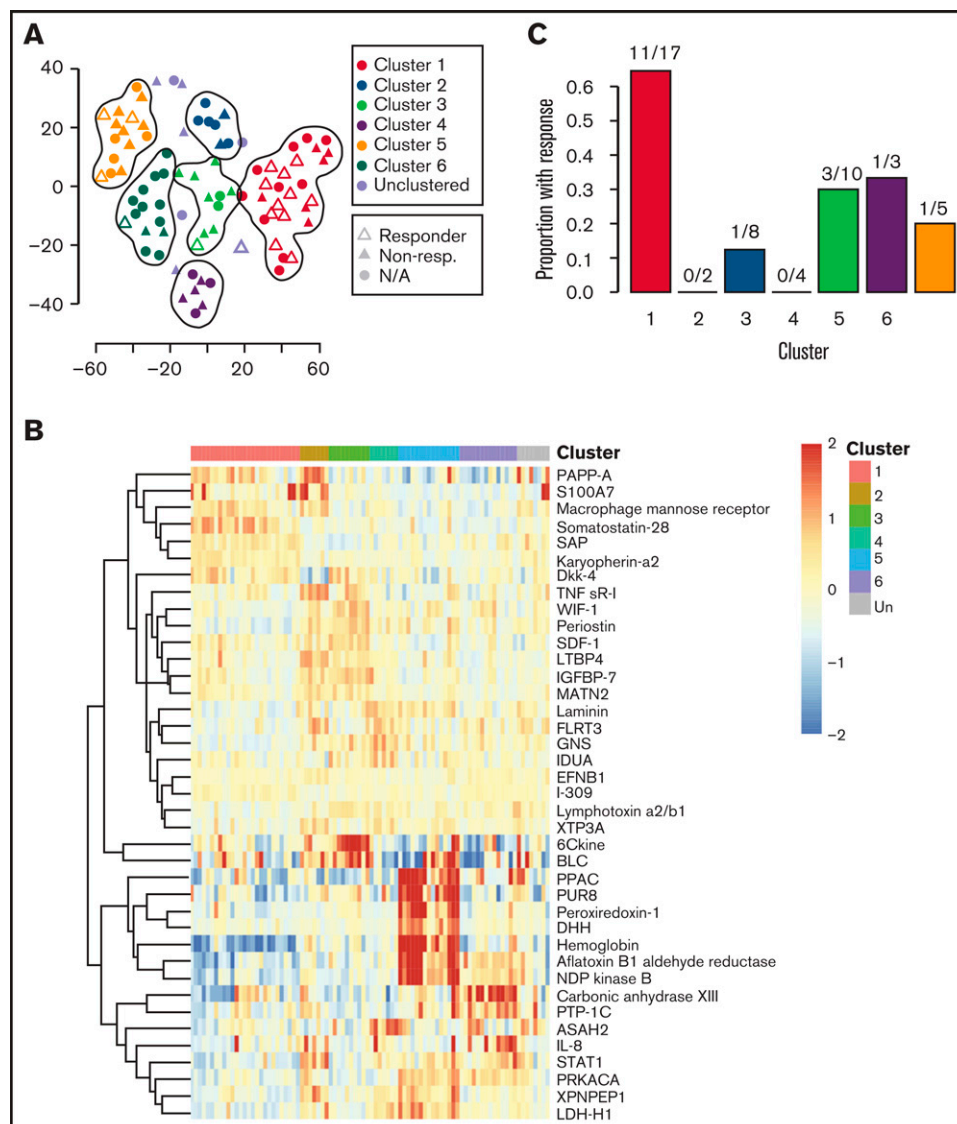 A
40
20
0
−20
−40
−60
−20
20
60
Cluster 1
Cluster 2
Cluster 3
Cluster 4
Cluster 5
Cluster 6
Unclustered
Responder
Non-resp.
N/A
C
Proportion with response
0.6
0.5
0.4
0.3
0.2
0.1
0.0
11/17
0/2
1/8
0/4
3/10
1/3
1/5
1
2
3
4
5
6
Cluster
B
Cluster
PAPP-A
S100A7
Macrophage mannose receptor
Somatostatin-28
SAP
Karyopherin-a2
Dkk-4
TNF sR-I
WIF-1
Periostin
SDF-1
LTBP4
IGFBP-7
MATN2
Laminin
FLRT3
GNS
IDUA
EFNB1
I-309
Lymphotoxin a2/b1
XTP3A
6Ckine
BLC
PPAC
PUR8
Peroxiredoxin-1
DHH
Hemoglobin
Aflatoxin B1 aldehyde reductase
NDP kinase B
Carbonic anhydrase XIII
PTP-1C
ASAH2
IL-8
STAT1
PRKACA
XPNPEP1
LDH-H1
2
1
0
−1
−2
Cluster
1
2
3
4
5
6
Un